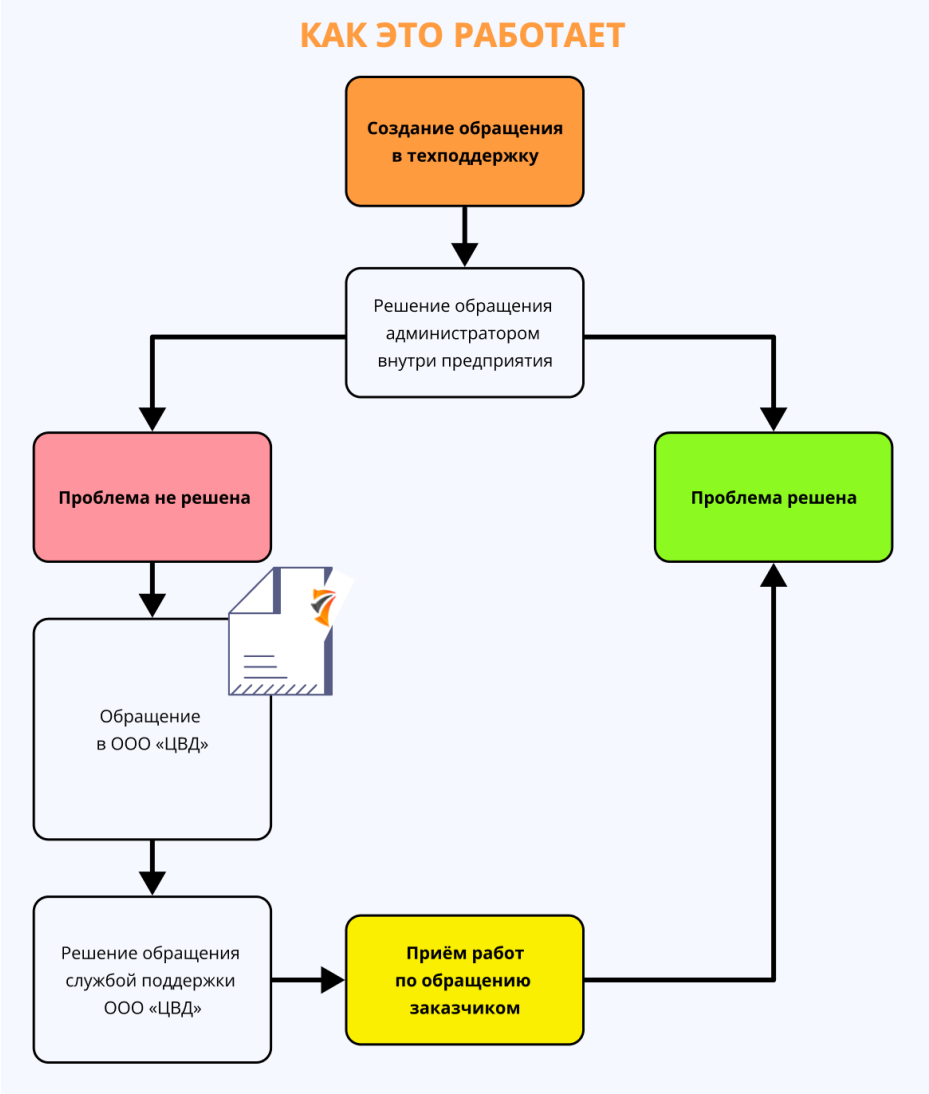 КАК ЭТО РАБОТАЕТ
Создание обращения
в техподдержку
Решение обращения
администратором
внутри предприятия
Проблема не решена
Проблема решена
Обращение
в ООО «ЦВД»
Решение обращения
службой поддержки
ООО «ЦВД»
Приём работ
по обращению
заказчиком